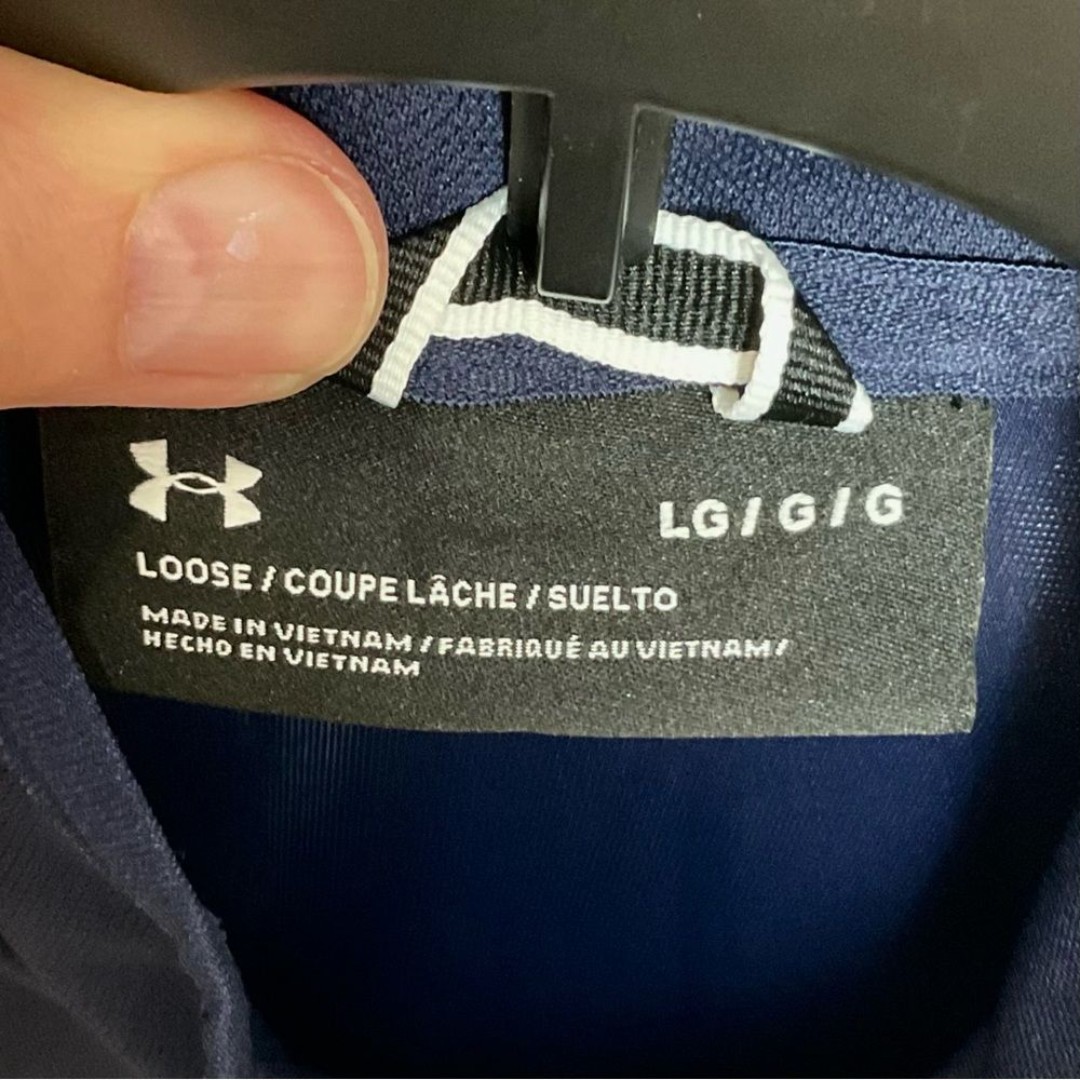 LG / G / G
LOOSE / COUPE LÂCHE / SUELTO
MADE IN VIETNAM / FABRIQUÉ AU VIETNAM /
HECHO EN VIETNAM